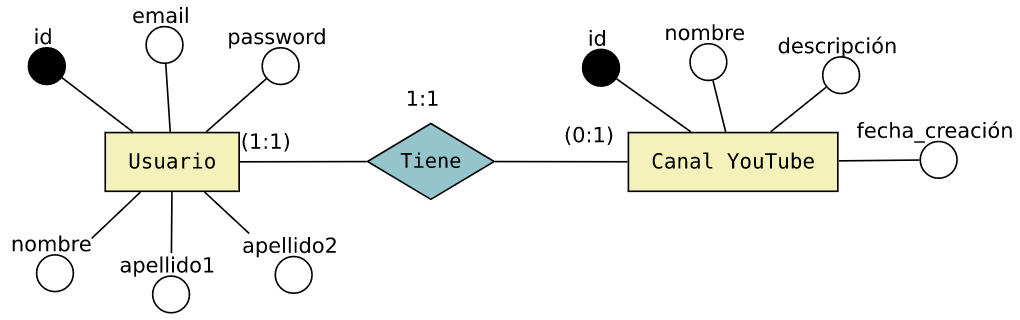 email
id
password
id
nombre
descripción
1:1
fecha_creación
(1:1)
(0:1)
Usuario
Tiene
Canal YouTube
nombre
apellido1
apellido2